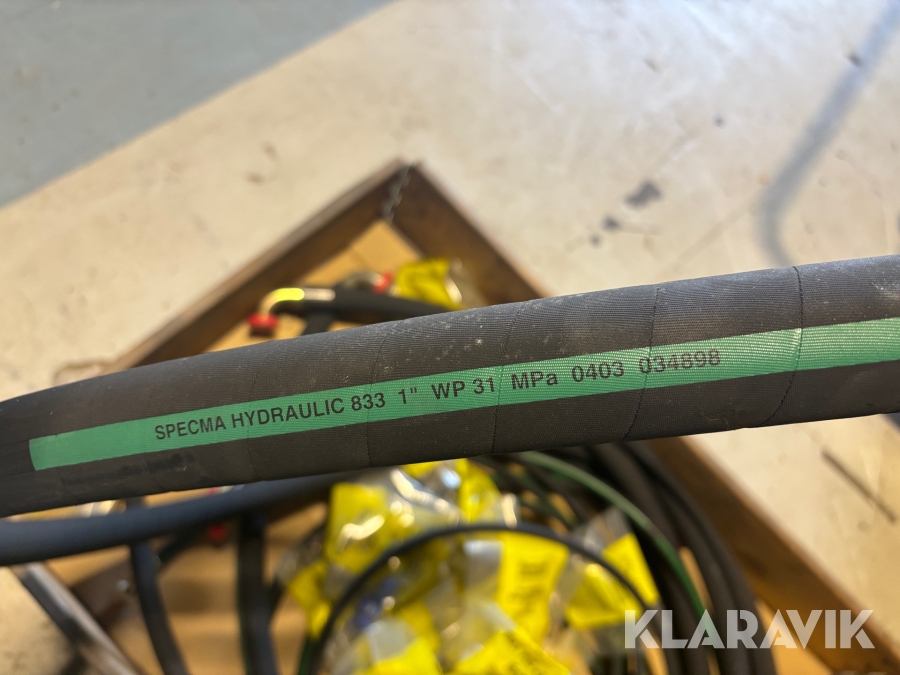 SPECMA HYDRAULIC 833 1" WP 31 MPa 0403 034898
KLARAVIK